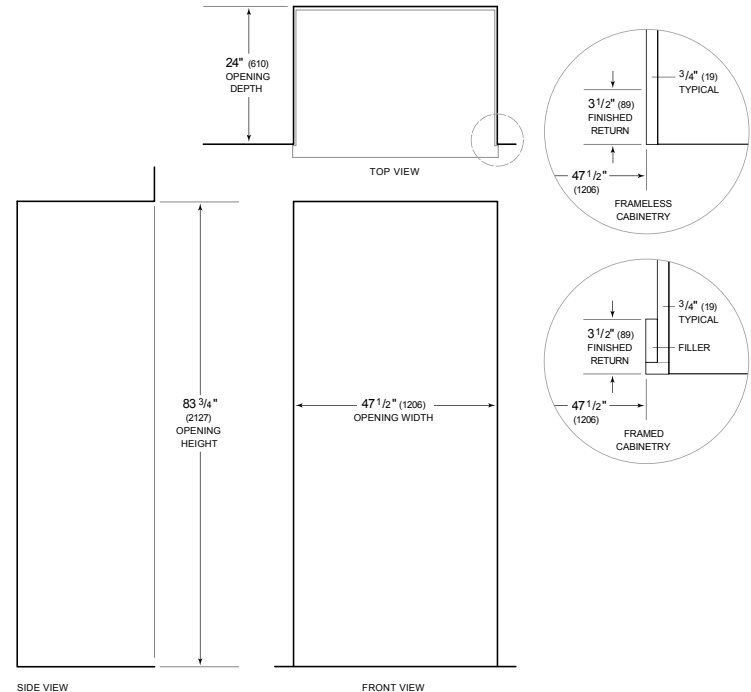 24" (610)
OPENING
DEPTH
TOP VIEW
3/4" (19)
TYPICAL
3 1/2" (89)
FINISHED
RETURN
47 1/2"
(1206)
FRAMELESS
CABINETRY
3/4" (19)
TYPICAL
3 1/2" (89)
FINISHED
RETURN
FILLER
47 1/2"
(1206)
FRAMED
CABINETRY
83 3/4"
(2127)
OPENING
HEIGHT
47 1/2" (1206)
OPENING WIDTH
SIDE VIEW
FRONT VIEW